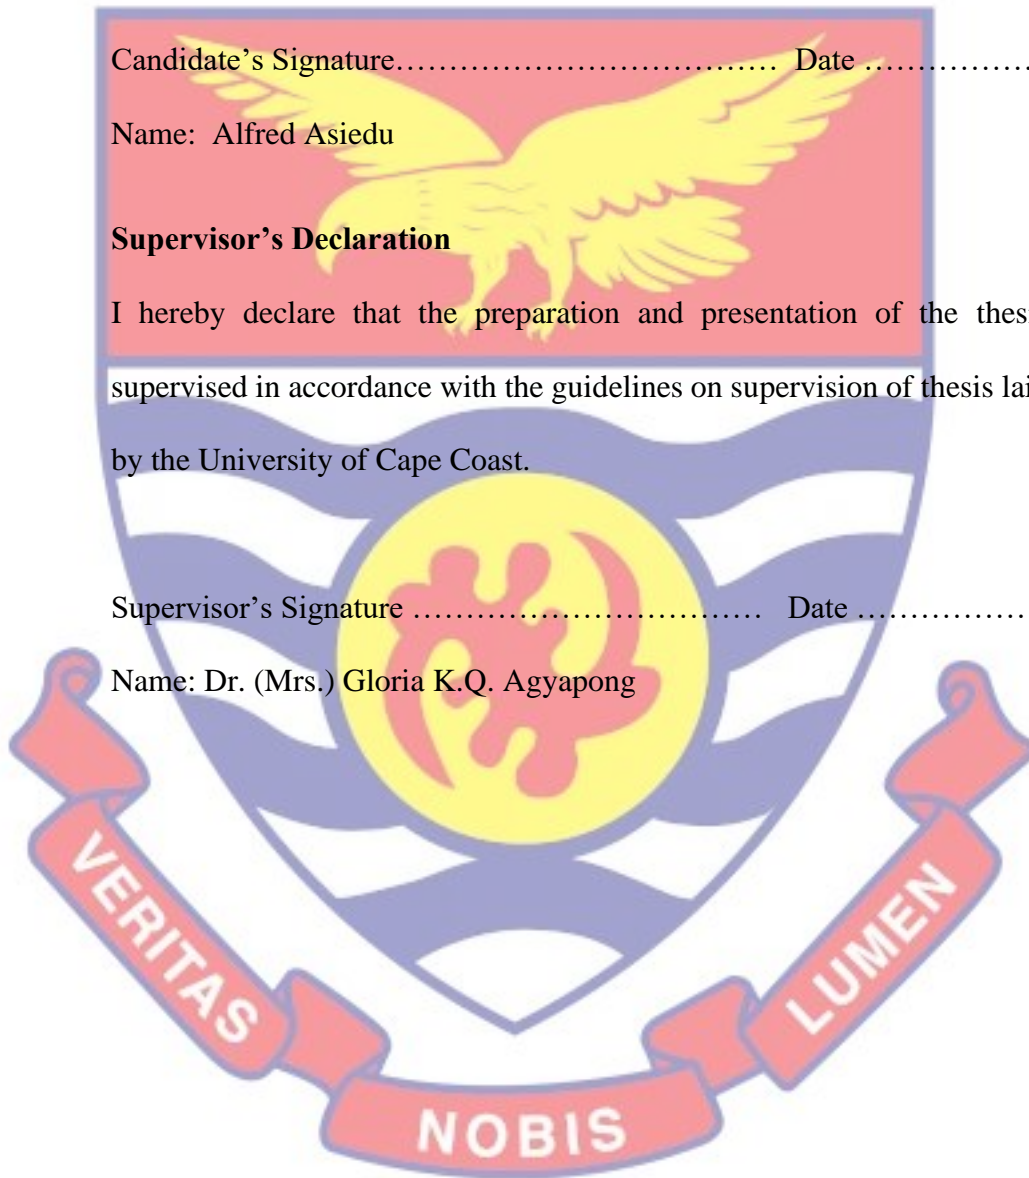 Candidate’s Signature……………………………… Date …………….
Name: Alfred Asiedu
Supervisor’s Declaration
I hereby declare that the preparation and presentation of the
supervised in accordance with the guidelines on supervision of thesis
by the University of Cape Coast.
Supervisor’s Signature …………………………… Date ……………
Name: Dr. (Mrs.) Gloria K.Q. Agyapong
VERITAS
NOBIS
LUMEN